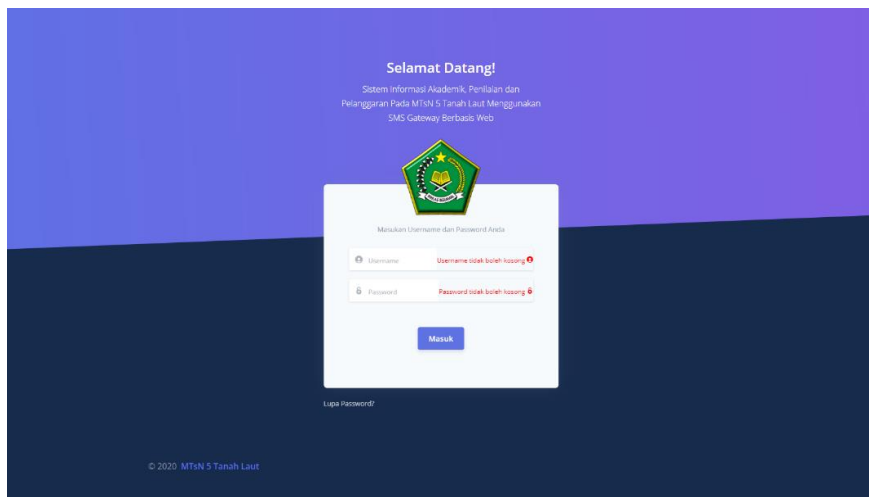 Selamat Datang!
Sistem Informasi Akademik, Penilaian dan
Pelanggaran Pada MTsN 5 Tanah Laut Menggunakan
SMS Gateway Berbasis Web
Masukan Username dan Password Anda
Username
Username tidak boleh kosong
Password
Password tidak boleh kosong
Masuk
Lupa Password?
© 2020 MTsN 5 Tanah Laut